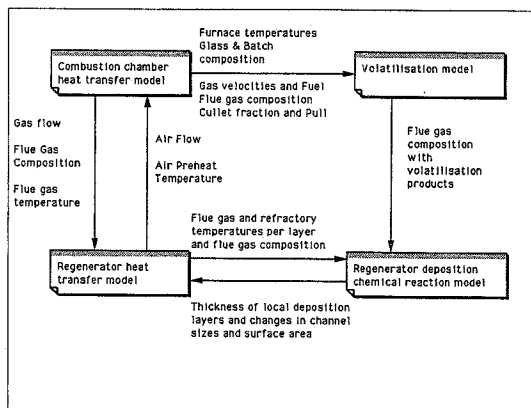 Furnace temperatures
Glass & Batch
composition
Combustion chamber
heat transfer model
Volatilisation model
Gas velocities and Fuel
Flue gas composition
Cullet fraction and Pull
Gas flow
Flue Gas
Composition
Flue gas
temperature
Air Flow
Air Preheat
Temperature
Flue gas
composition
with
volatilisation
products
Flue gas and refractory
temperatures per layer
and flue gas composition
Regenerator heat
transfer model
Regenerator deposition
chemical reaction model
Thickness of local deposition
layers and changes in channel
sizes and surface area